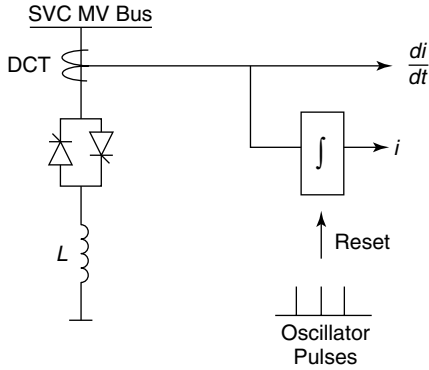 SVC MV Bus
DCT
di
dt
∫
i
L
Reset
Oscillator
Pulses